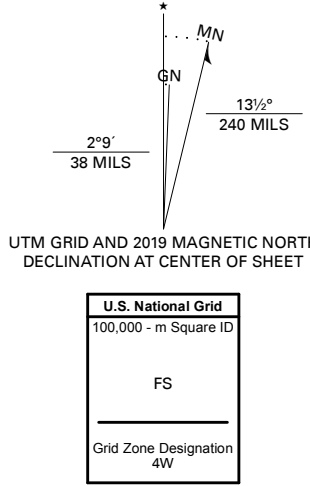 ★
MN
GN
13½°
240 MILS
2°9´
38 MILS
UTM GRID AND 2019 MAGNETIC NORTH
DECLINATION AT CENTER OF SHEET
U.S. National Grid
100,000 - m Square ID
FS
Grid Zone Designation
4W